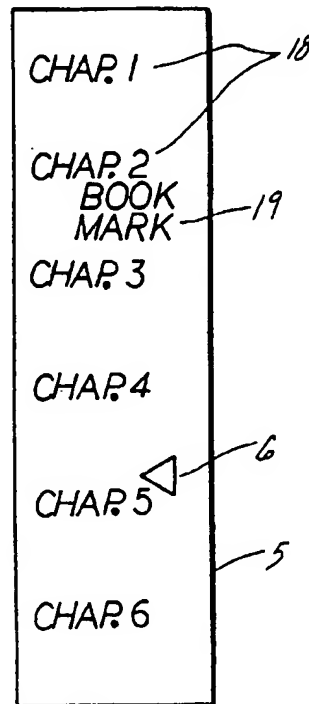 CHAP. 1
18
CHAP. 2
BOOK
MARK
19
CHAP. 3
CHAP. 4
6
CHAP. 5
5
CHAP. 6